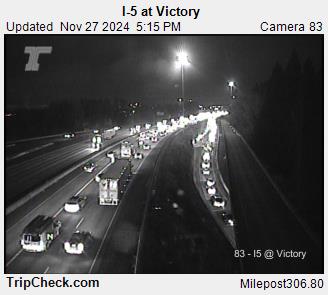 I-5 at Victory
Updated Nov 27 2024 5:15 PM Camera 83
T
N
83 - I5 @ Victory
TripCheck.com Milepost306.80